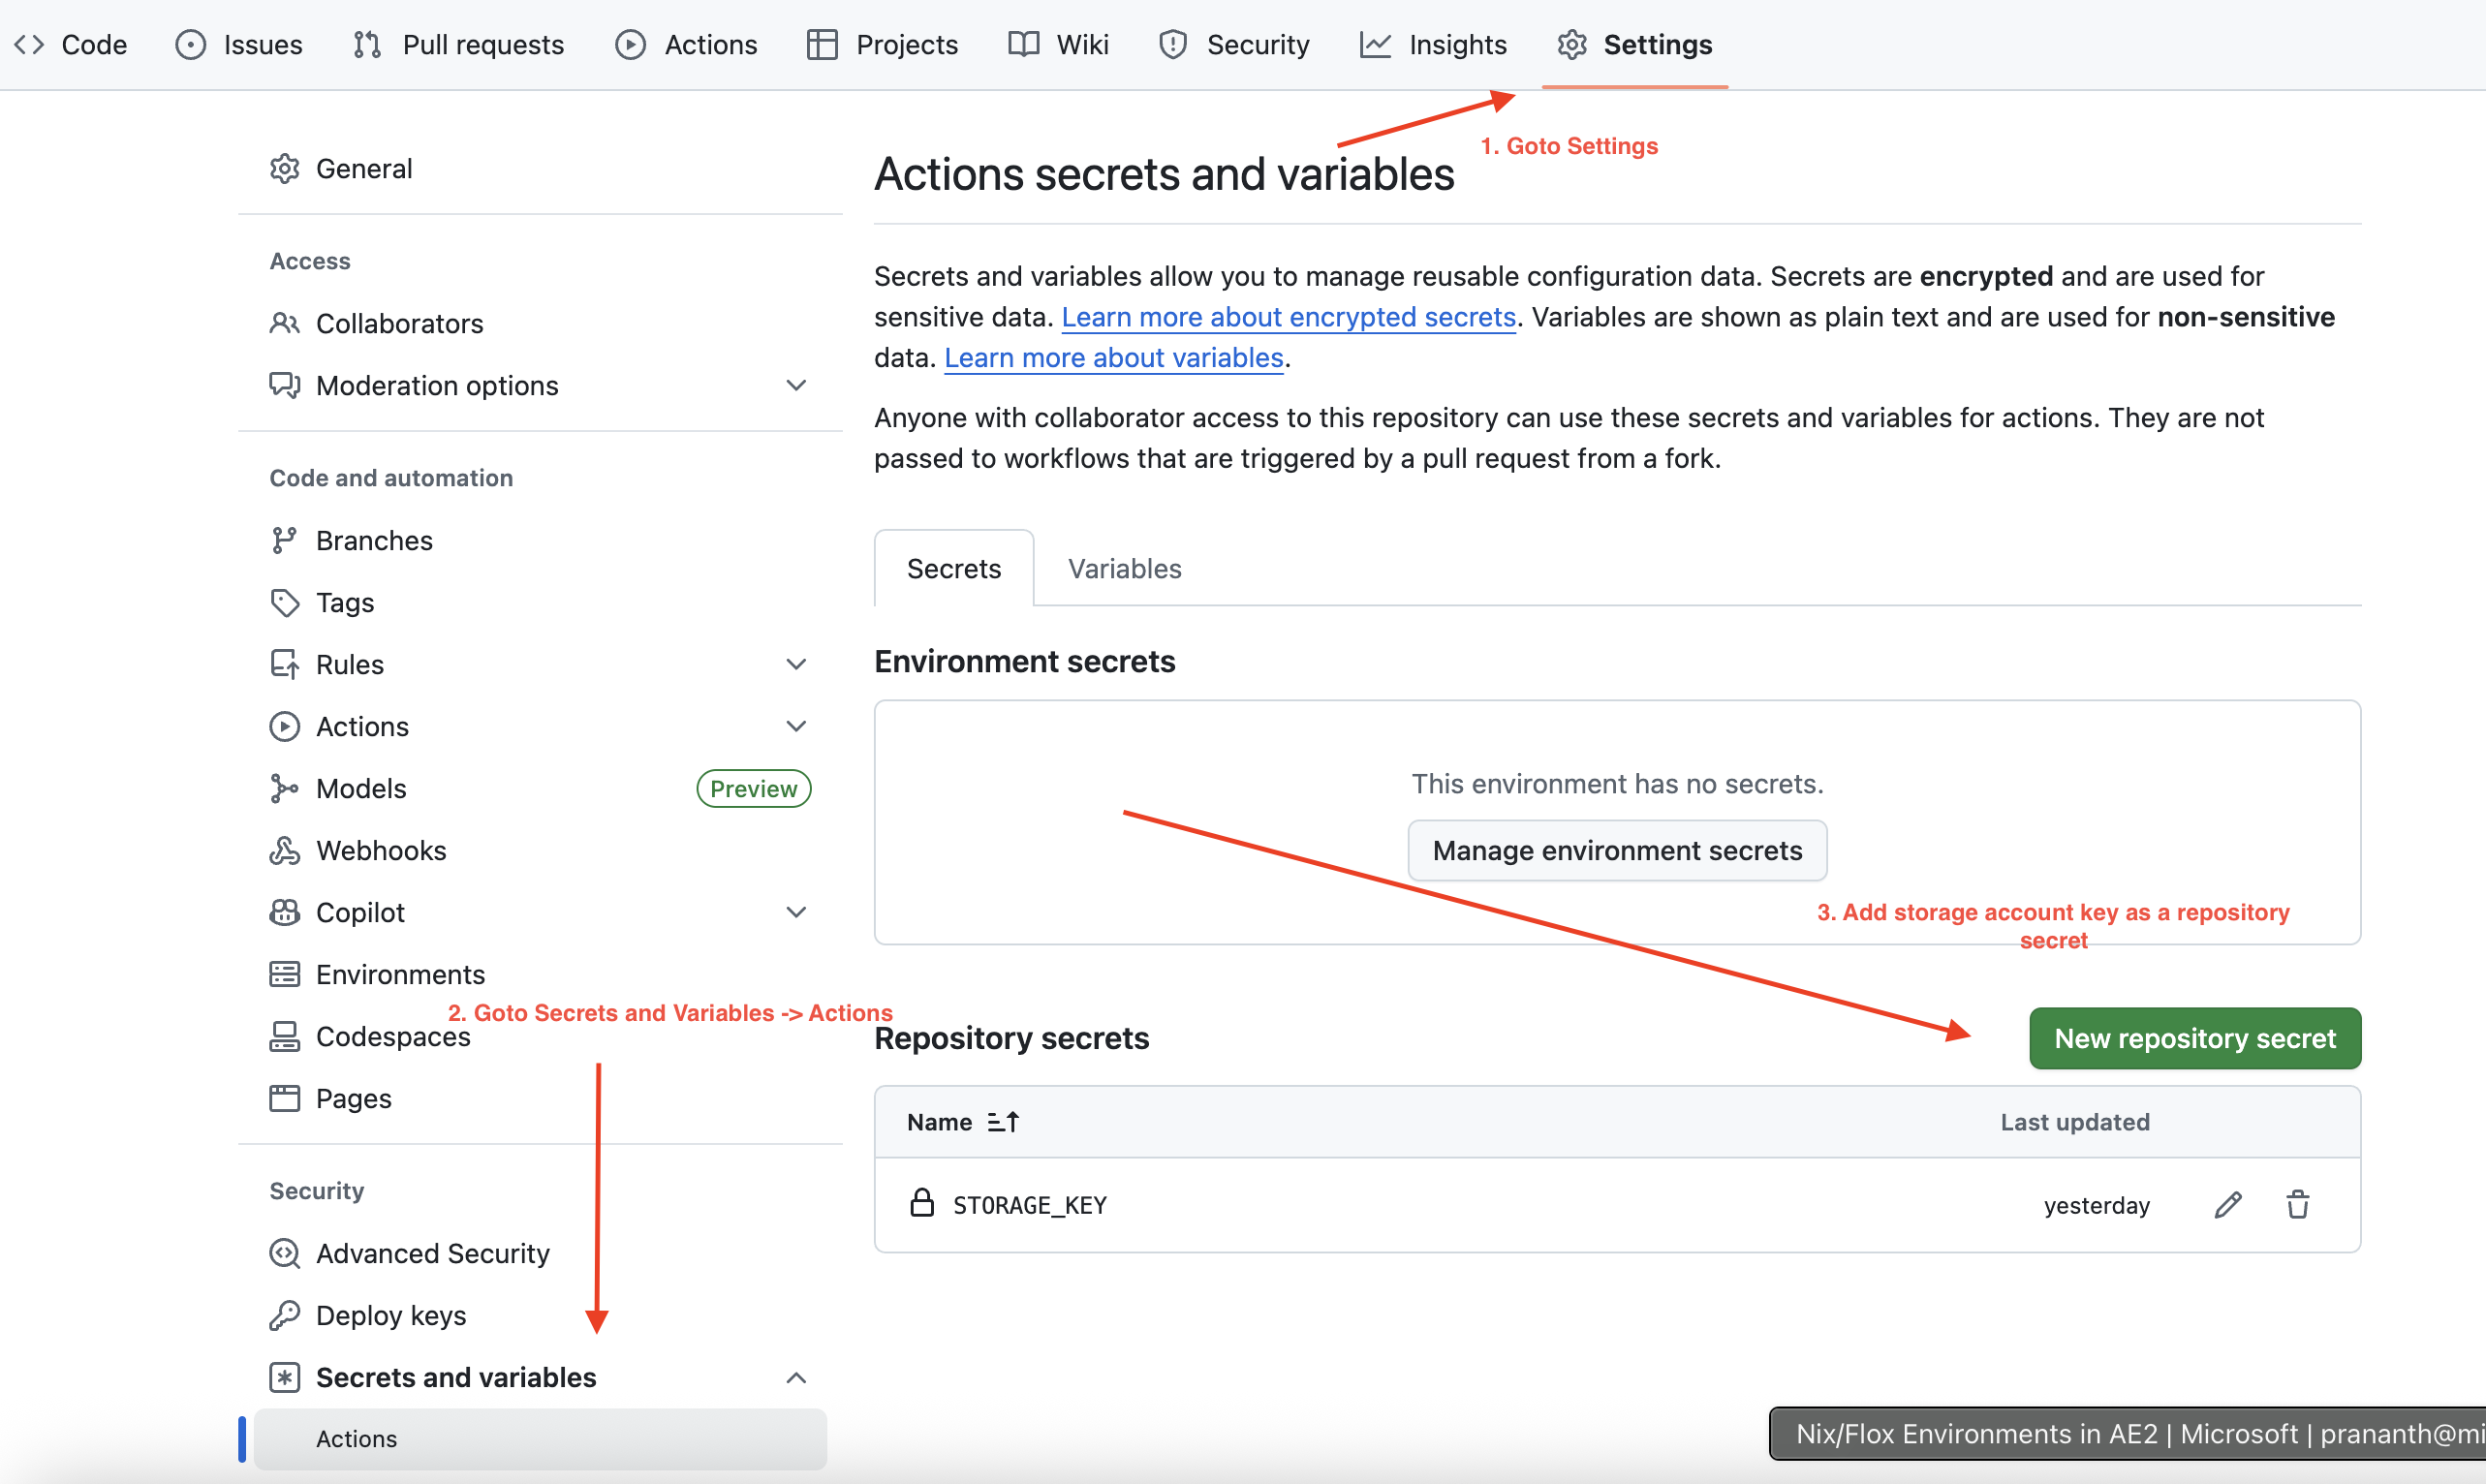 Code Issues Pull requests Actions Projects Wiki Security Insights Settings
1. Goto Settings
General
Access
Collaborators
Moderation options
Code and automation
Branches
Tags
Rules
Actions
Models Preview
Webhooks
Copilot
Environments
2. Goto Secrets and Variables -> Actions
Codespaces
Pages
Security
Advanced Security
Deploy keys
Secrets and variables
Actions
Actions secrets and variables
Secrets and variables allow you to manage reusable configuration data. Secrets are encrypted and are used for
sensitive data. Learn more about encrypted secrets. Variables are shown as plain text and are used for non-sensitive
data. Learn more about variables.
Anyone with collaborator access to this repository can use these secrets and variables for actions. They are not
passed to workflows that are triggered by a pull request from a fork.
Secrets Variables
Environment secrets
This environment has no secrets.
Manage environment secrets
3. Add storage account key as a repository
secret
Repository secrets New repository secret
Name Last updated
STORAGE_KEY yesterday
Nix/Flox Environments in AE2 | Microsoft | prananth@mi